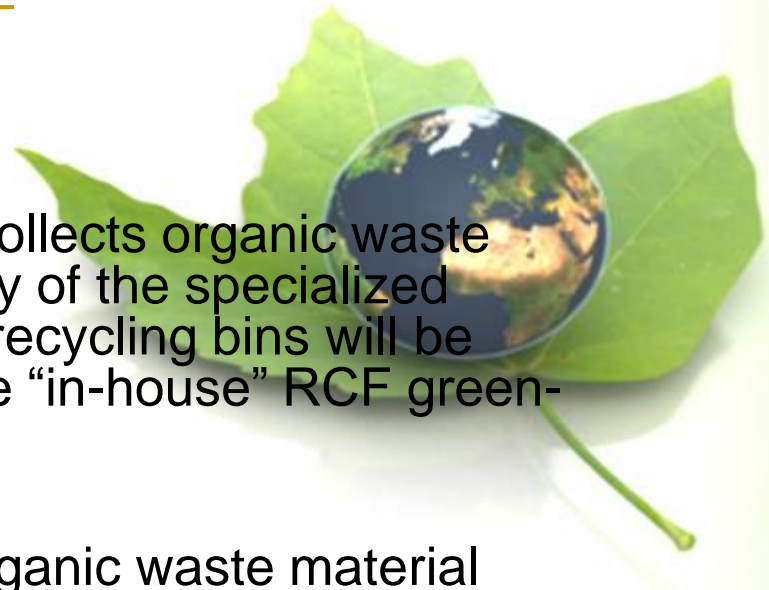 ollects organic waste
y of the specialized
recycling bins will be
e “in-house” RCF green-
ganic waste material